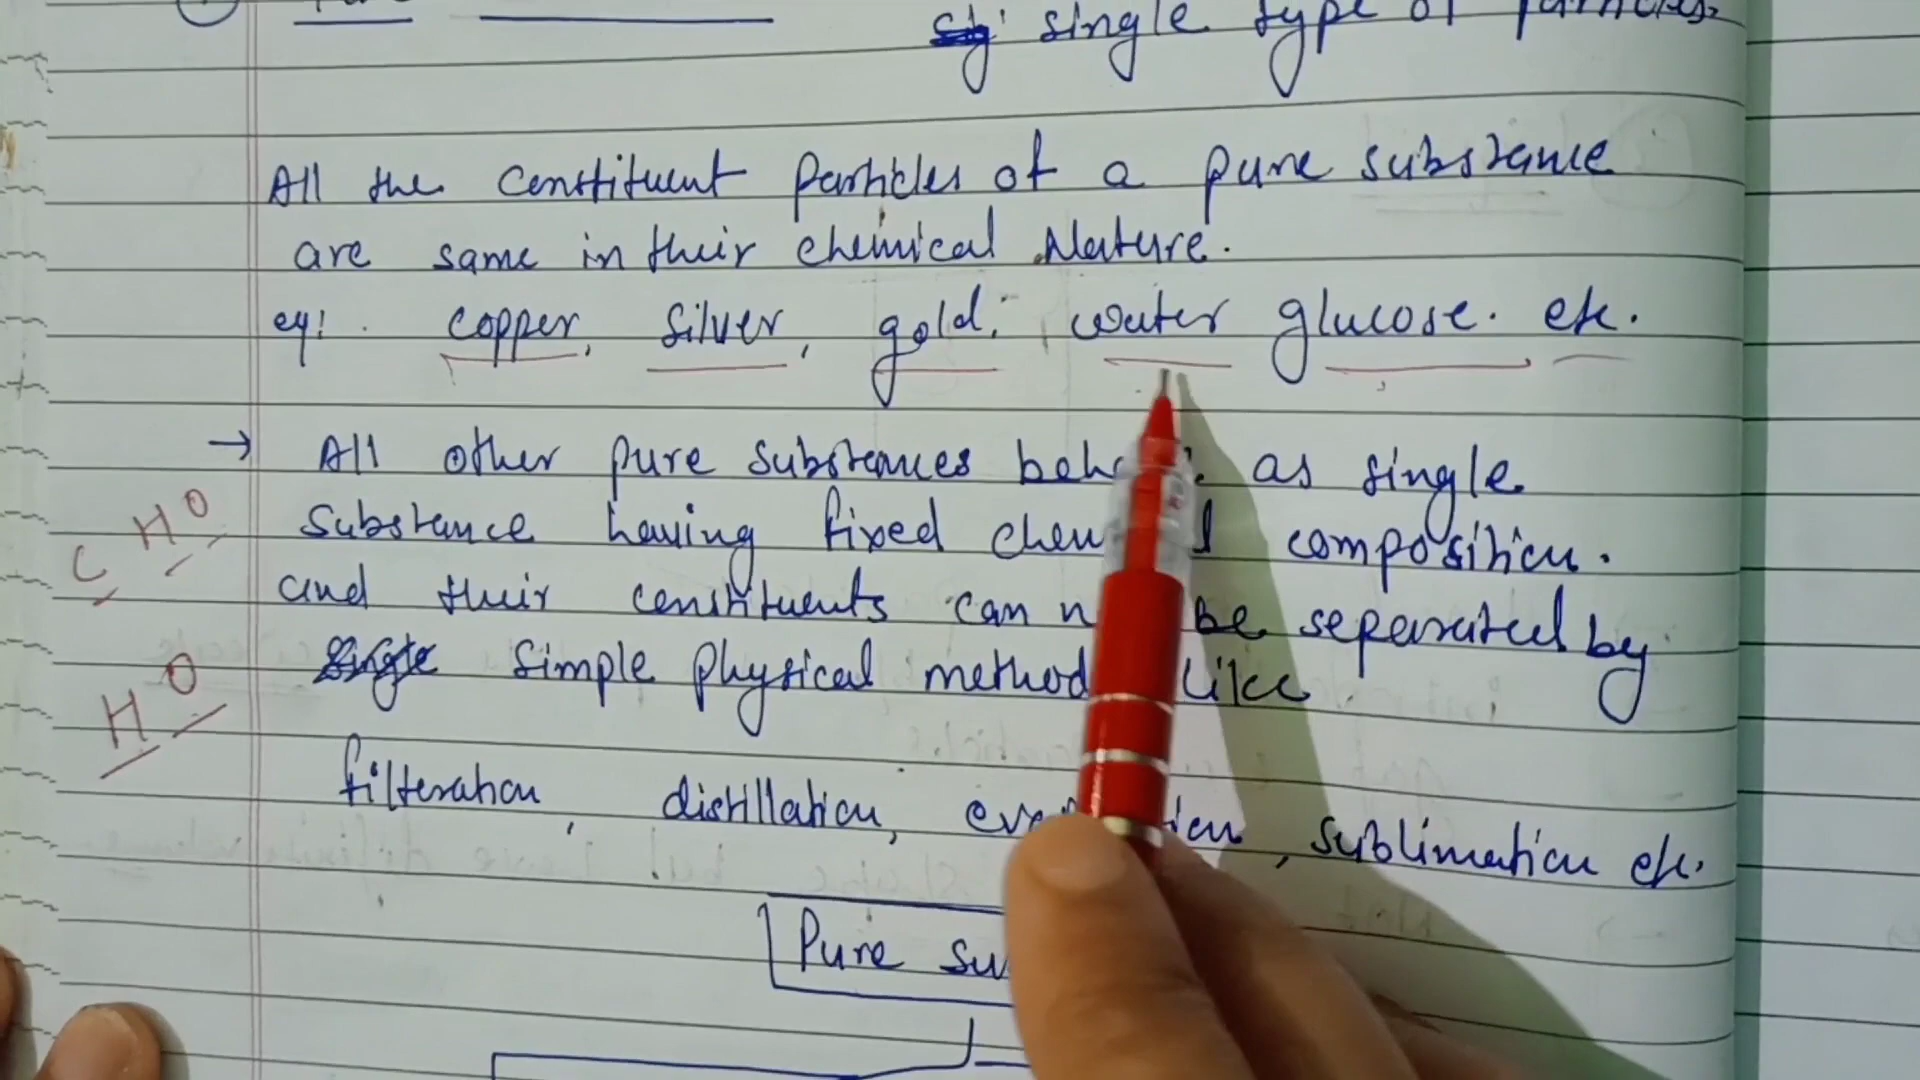 single type of Particles.
All the constituent Particles of a pure substance
are same in their chemical Nature.
eg: copper, silver, gold, water glucose. etc.
→ All other pure substances as single
substance having fixed composition.
C H O
and their constituents can be separated by
simple physical method like
H O
filteration, distillation, sublimation etc.
Pure